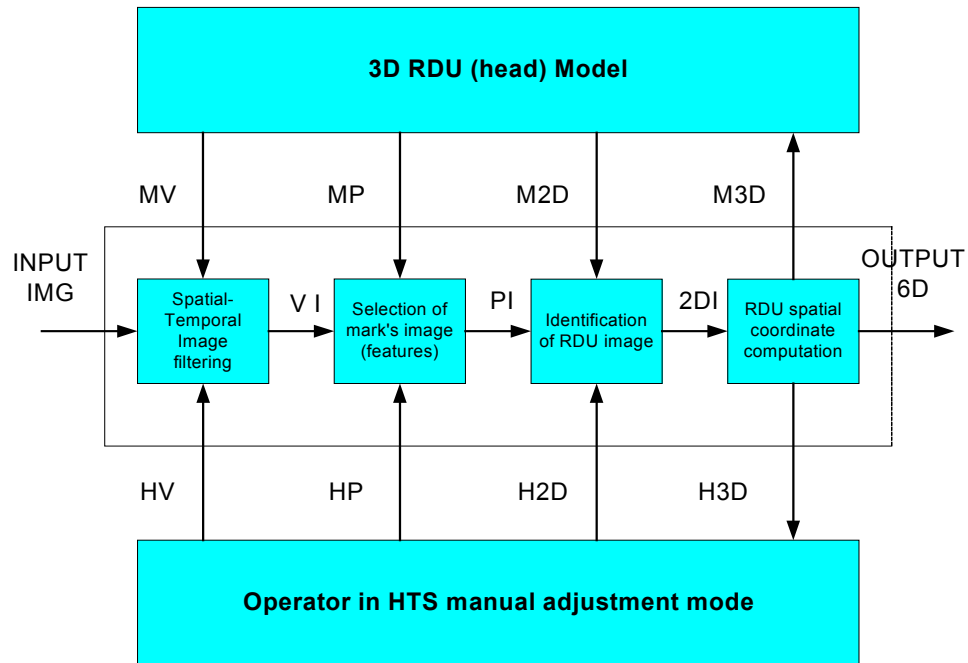 3D RDU (head) Model
MV
MP
M2D
M3D
INPUT
IMG
OUTPUT
6D
Spatial-
Temporal
Image
filtering
V I
Selection of
mark's image
(features)
PI
Identification
of RDU image
2DI
RDU spatial
coordinate
computation
HV
HP
H2D
H3D
Operator in HTS manual adjustment mode